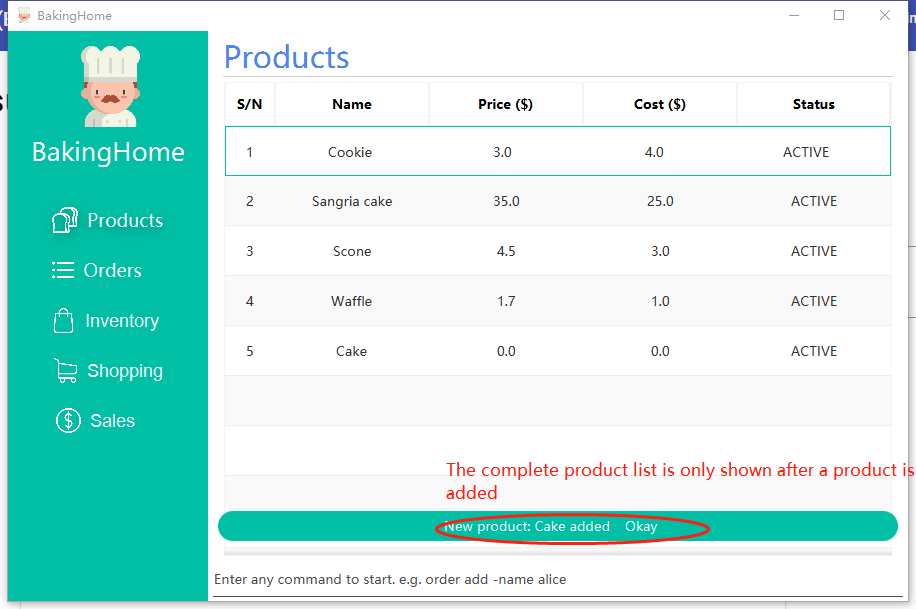 BakingHome
Products
S/N Name Price ($) Cost ($) Status
1 Cookie 3.0 4.0 ACTIVE
2 Sangria cake 35.0 25.0 ACTIVE
3 Scone 4.5 3.0 ACTIVE
4 Waffle 1.7 1.0 ACTIVE
5 Cake 0.0 0.0 ACTIVE
BakingHome
Products
Orders
Inventory
Shopping
Sales
The complete product list is only shown after a product is
added
New product: Cake added Okay
Enter any command to start. e.g. order add -name alice